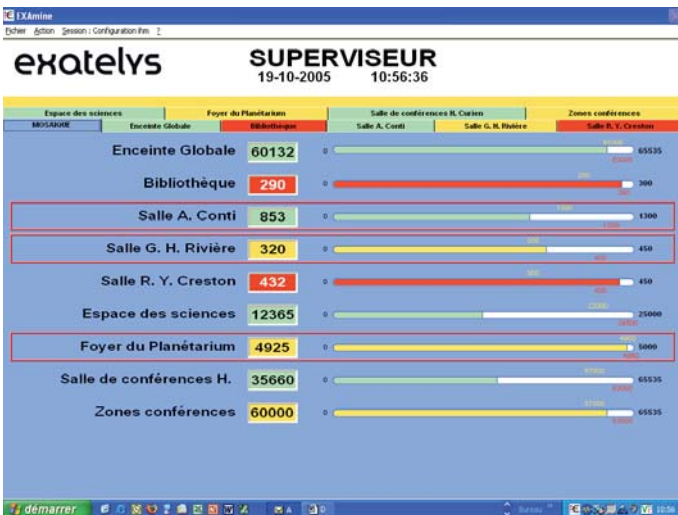 EXAmine
Fichier Action Session : Configuration ihm ?
exatelys
SUPERVISEUR
19-10-2005 10:56:36
Espace des sciences Foyer du Planétarium Salle de conférences H. Curien Zones conférences
MOSAIQUE Enceinte Globale Bibliothèque Salle A. Conti Salle G. H. Rivière Salle R. Y. Creston
Enceinte Globale 60132 0 65535
Bibliothèque 290 0 300
Salle A. Conti 853 0 1300
Salle G. H. Rivière 320 0 450
Salle R. Y. Creston 432 0 450
Espace des sciences 12365 0 25000
Foyer du Planétarium 4925 0 5000
Salle de conférences H. 35660 0 65535
Zones conférences 60000 0 65535
démarrer Bureau 10:56